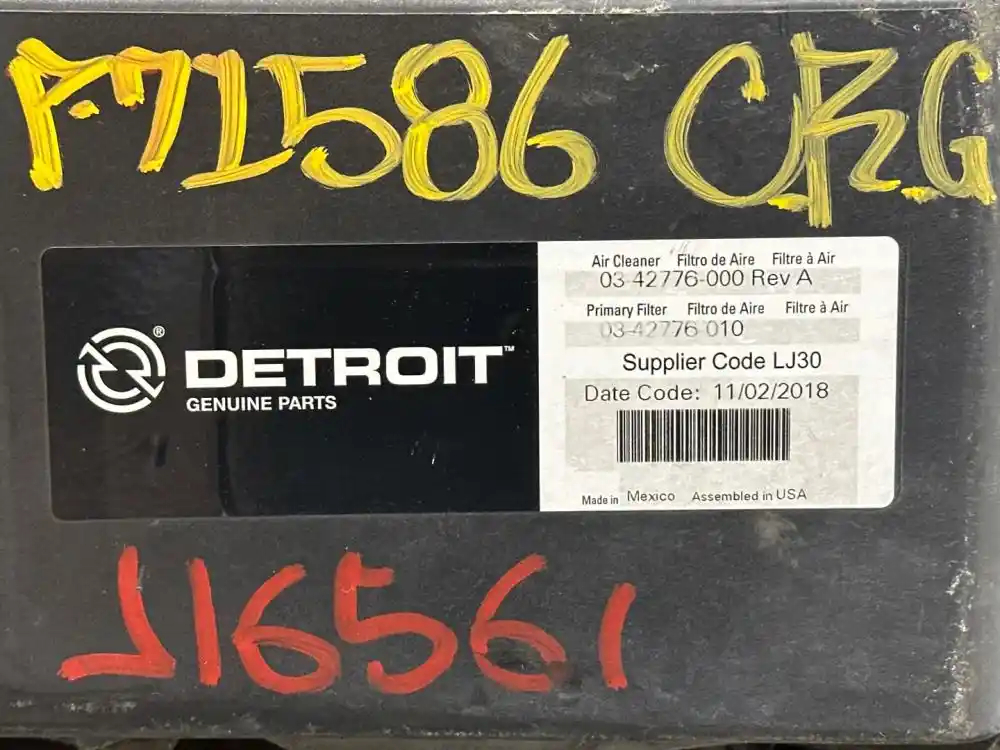 F71586 CRG
DETROIT™
GENUINE PARTS
®
Air Cleaner Filtro de Aire Filtre à Air
03-42776-000 Rev A
Primary Filter Filtro de Aire Filtre à Air
03-42776-010
Supplier Code LJ30
Date Code: 11/02/2018
Made in Mexico Assembled in USA
J16561